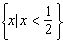 {x| x < 1/2}